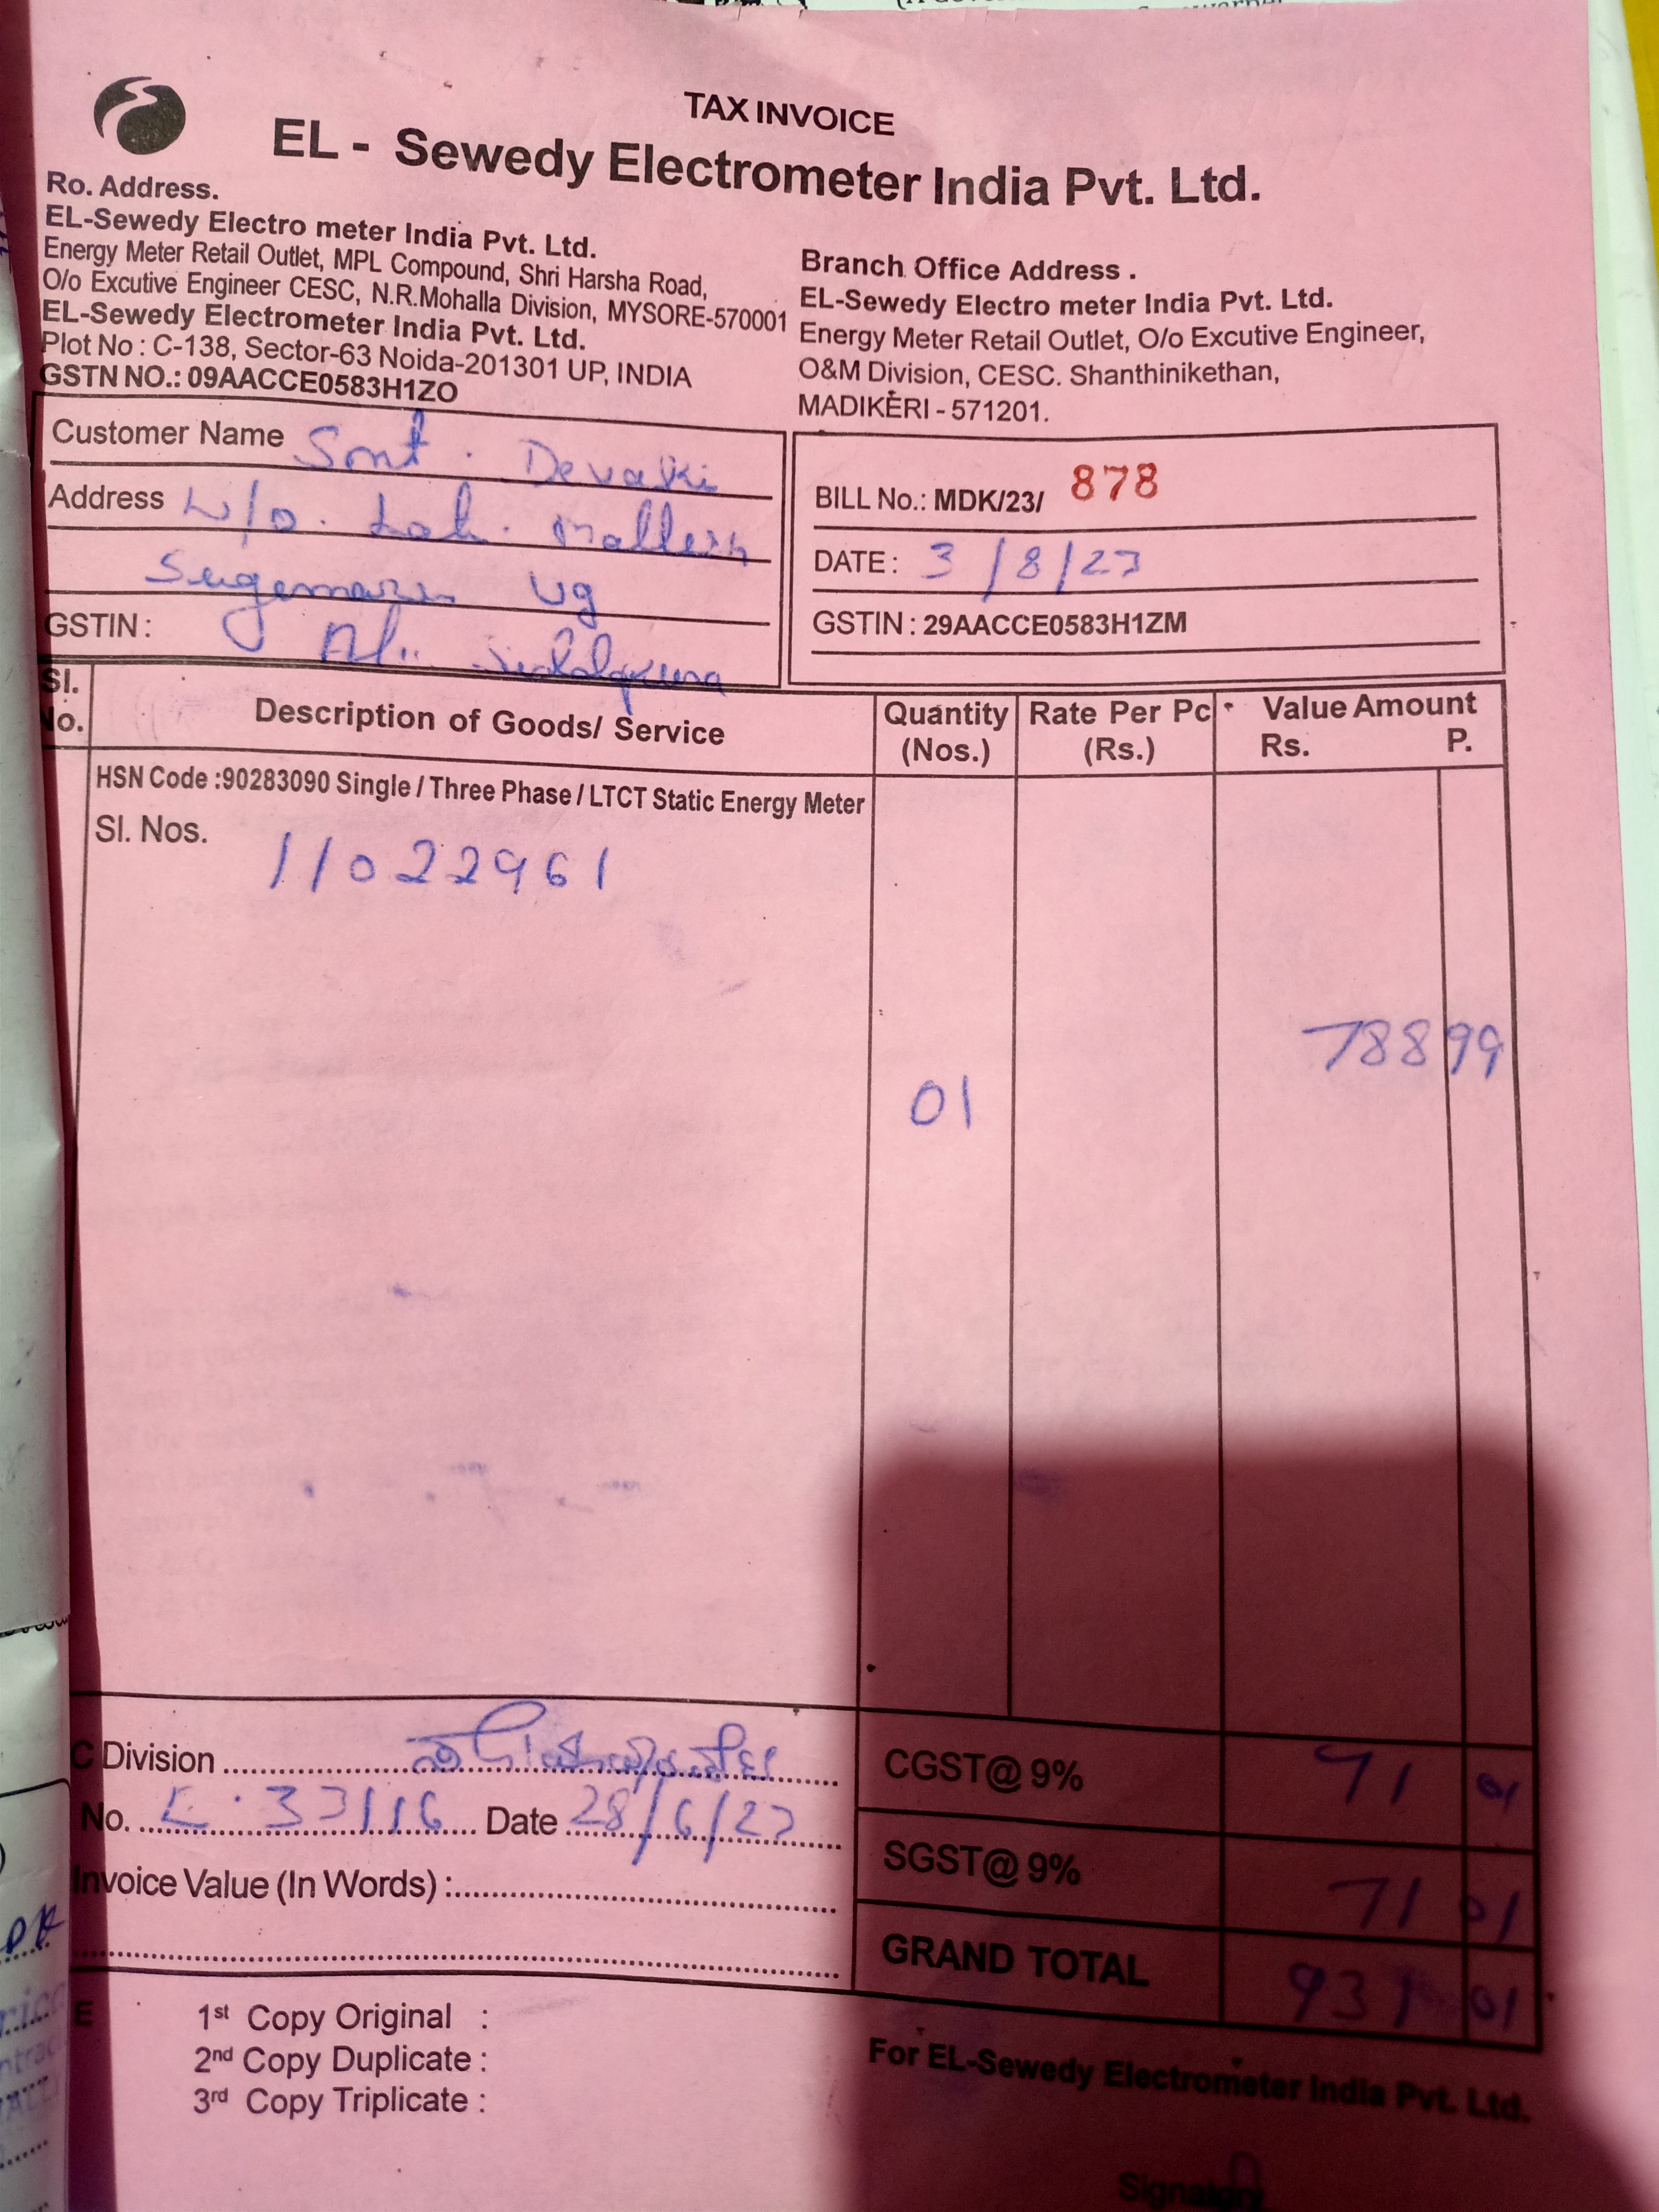 TAX INVOICE
EL - Sewedy Electrometer India Pvt. Ltd.
Ro. Address.
EL-Sewedy Electro meter India Pvt. Ltd.
Energy Meter Retail Outlet, MPL Compound, Shri Harsha Road,
O/o Excutive Engineer CESC, N.R.Mohalla Division, MYSORE-570001
EL-Sewedy Electrometer India Pvt. Ltd.
Plot No : C-138, Sector-63 Noida-201301 UP, INDIA
GSTN NO.: 09AACCE0583H1ZO
Branch Office Address .
EL-Sewedy Electro meter India Pvt. Ltd.
Energy Meter Retail Outlet, O/o Excutive Engineer,
O&M Division, CESC. Shanthinikethan,
MADIKERI - 571201.
Customer Name Smt. Devaki
Address W/o. Lat.
Vg
GSTIN :
BILL No.: MDK/23/ 878
DATE : 3/8/23
GSTIN : 29AACCE0583H1ZM
Sl. No.
Description of Goods/ Service
Quantity (Nos.)
Rate Per Pc (Rs.)
Value Amount
Rs. P.
HSN Code :90283090 Single / Three Phase / LTCT Static Energy Meter
Sl. Nos. 11022961
01
788 99
C Division
No. Date 28/6/23
Invoice Value (In Words) :
CGST@ 9% 71 01
SGST@ 9% 71 01
GRAND TOTAL 931 01
E
1st Copy Original :
2nd Copy Duplicate :
3rd Copy Triplicate :
For EL-Sewedy Electrometer India Pvt. Ltd.
Signatory